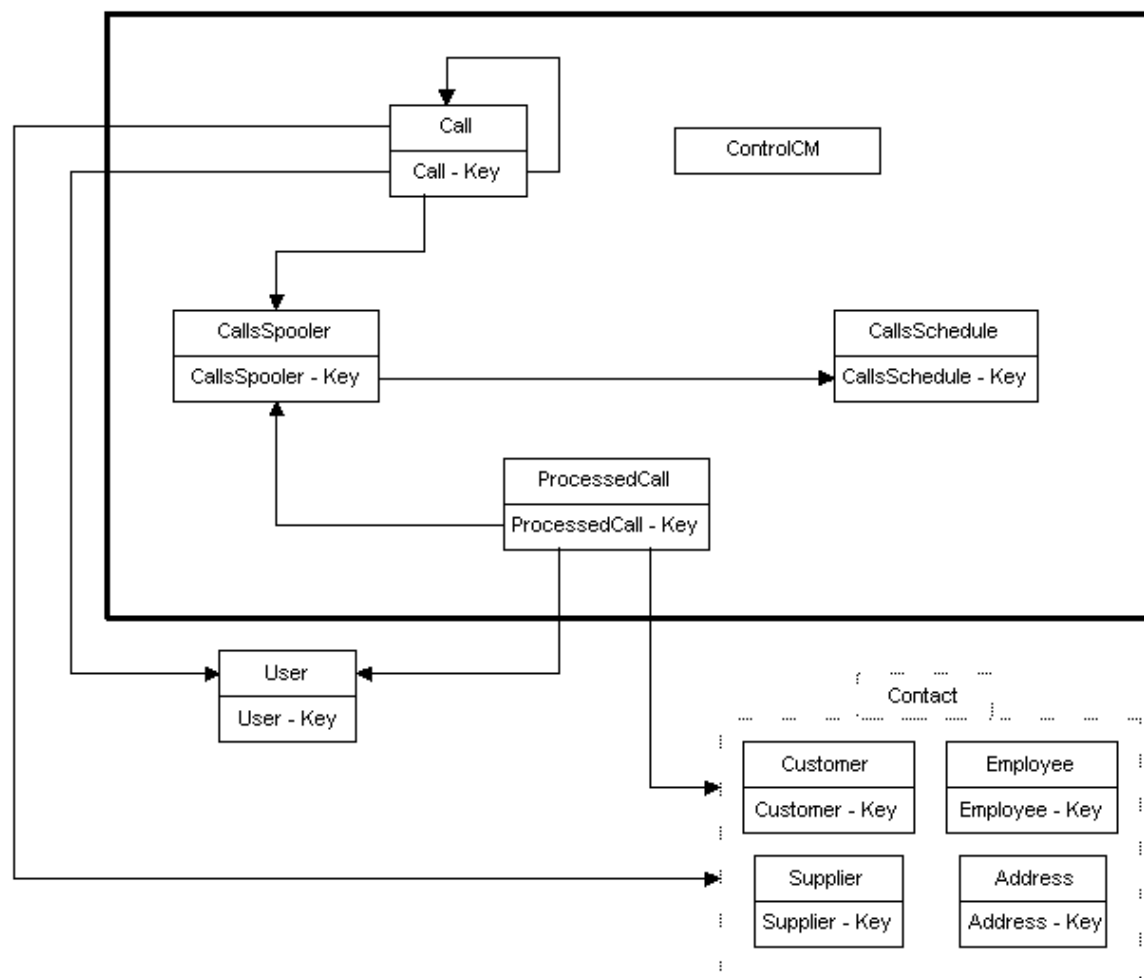 Call
Call - Key
ControlCM
CallsSpooler
CallsSpooler - Key
CallsSchedule
CallsSchedule - Key
ProcessedCall
ProcessedCall - Key
User
User - Key
Contact
Customer
Customer - Key
Employee
Employee - Key
Supplier
Supplier - Key
Address
Address - Key